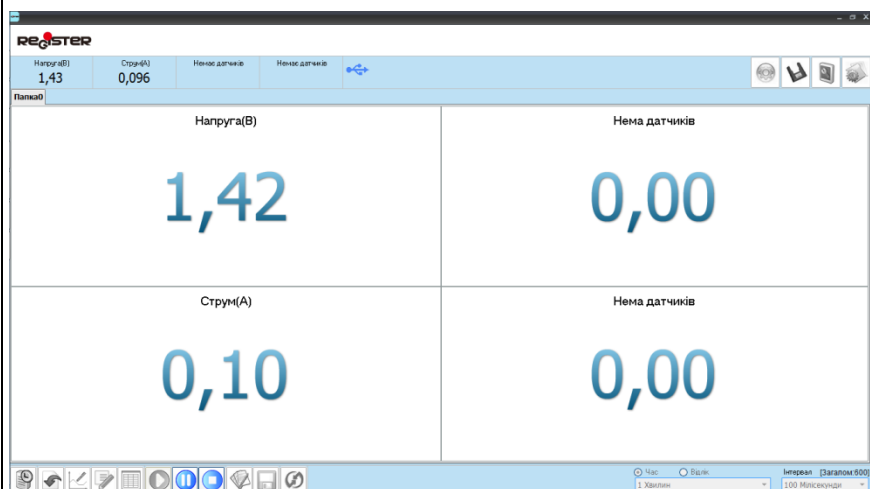 REGISTER
Напруга(В) Струм(А) Немає датчиків Немає датчиків
1,43 0,096
Папка0
Напруга(В) Нема датчиків
1,42 0,00
Струм(А) Нема датчиків
0,10 0,00
Час Відлік Інтервал [Загалом:600]
1 Хвилин 100 Мілісекунди